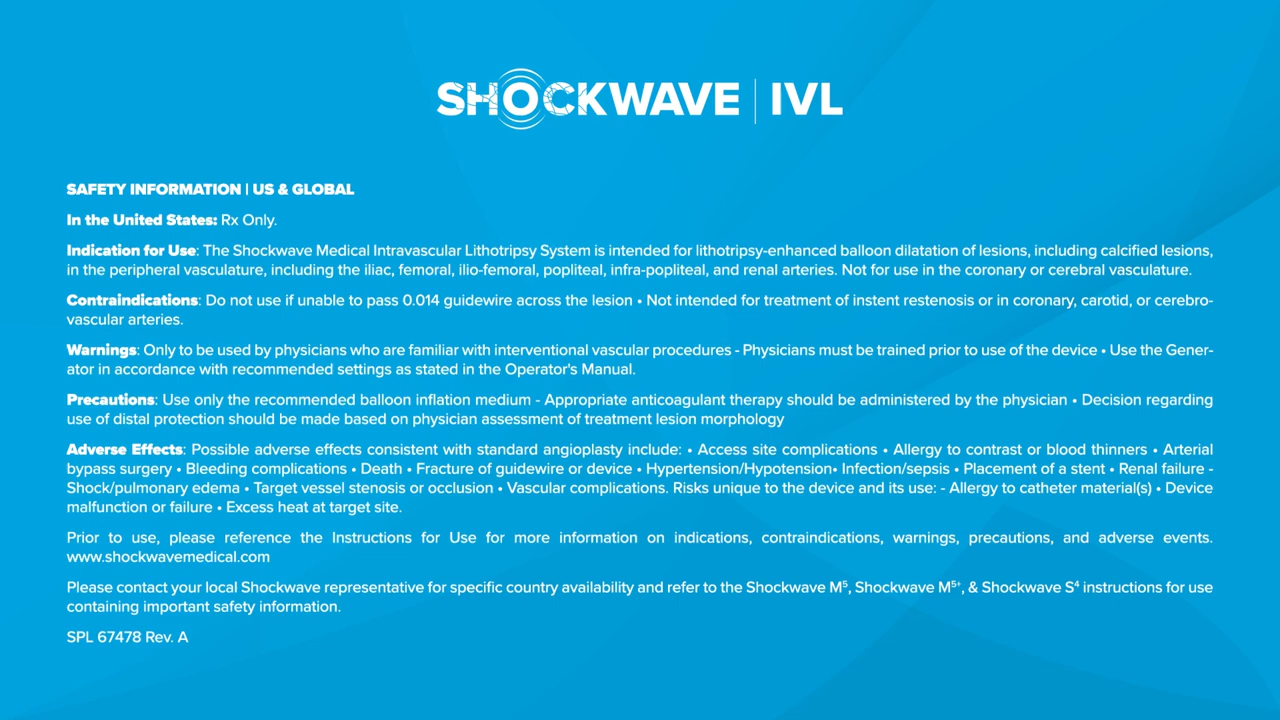 SHOCKWAVE | IVL
SAFETY INFORMATION | US & GLOBAL
In the United States: Rx Only.
Indication for Use: The Shockwave Medical Intravascular Lithotripsy System is intended for lithotripsy-enhanced balloon dilatation of lesions, including calcified lesions,
in the peripheral vasculature, including the iliac, femoral, ilio-femoral, popliteal, infra-popliteal, and renal arteries. Not for use in the coronary or cerebral vasculature.
Contraindications: Do not use if unable to pass 0.014 guidewire across the lesion • Not intended for treatment of instent restenosis or in coronary, carotid, or cerebro-
vascular arteries.
Warnings: Only to be used by physicians who are familiar with interventional vascular procedures - Physicians must be trained prior to use of the device • Use the Gener-
ator in accordance with recommended settings as stated in the Operator's Manual.
Precautions: Use only the recommended balloon inflation medium - Appropriate anticoagulant therapy should be administered by the physician • Decision regarding
use of distal protection should be made based on physician assessment of treatment lesion morphology
Adverse Effects: Possible adverse effects consistent with standard angioplasty include: • Access site complications • Allergy to contrast or blood thinners • Arterial
bypass surgery • Bleeding complications • Death • Fracture of guidewire or device • Hypertension/Hypotension• Infection/sepsis • Placement of a stent • Renal failure -
Shock/pulmonary edema • Target vessel stenosis or occlusion • Vascular complications. Risks unique to the device and its use: - Allergy to catheter material(s) • Device
malfunction or failure • Excess heat at target site.
Prior to use, please reference the Instructions for Use for more information on indications, contraindications, warnings, precautions, and adverse events.
www.shockwavemedical.com
Please contact your local Shockwave representative for specific country availability and refer to the Shockwave M⁵, Shockwave M⁵⁺, & Shockwave S⁴ instructions for use
containing important safety information.
SPL 67478 Rev. A